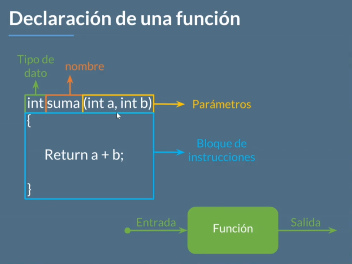 Declaración de una función
Tipo de
dato
nombre
int suma (int a, int b)
Parámetros
{
Return a + b;
}
Bloque de
instrucciones
Entrada
Función
Salida